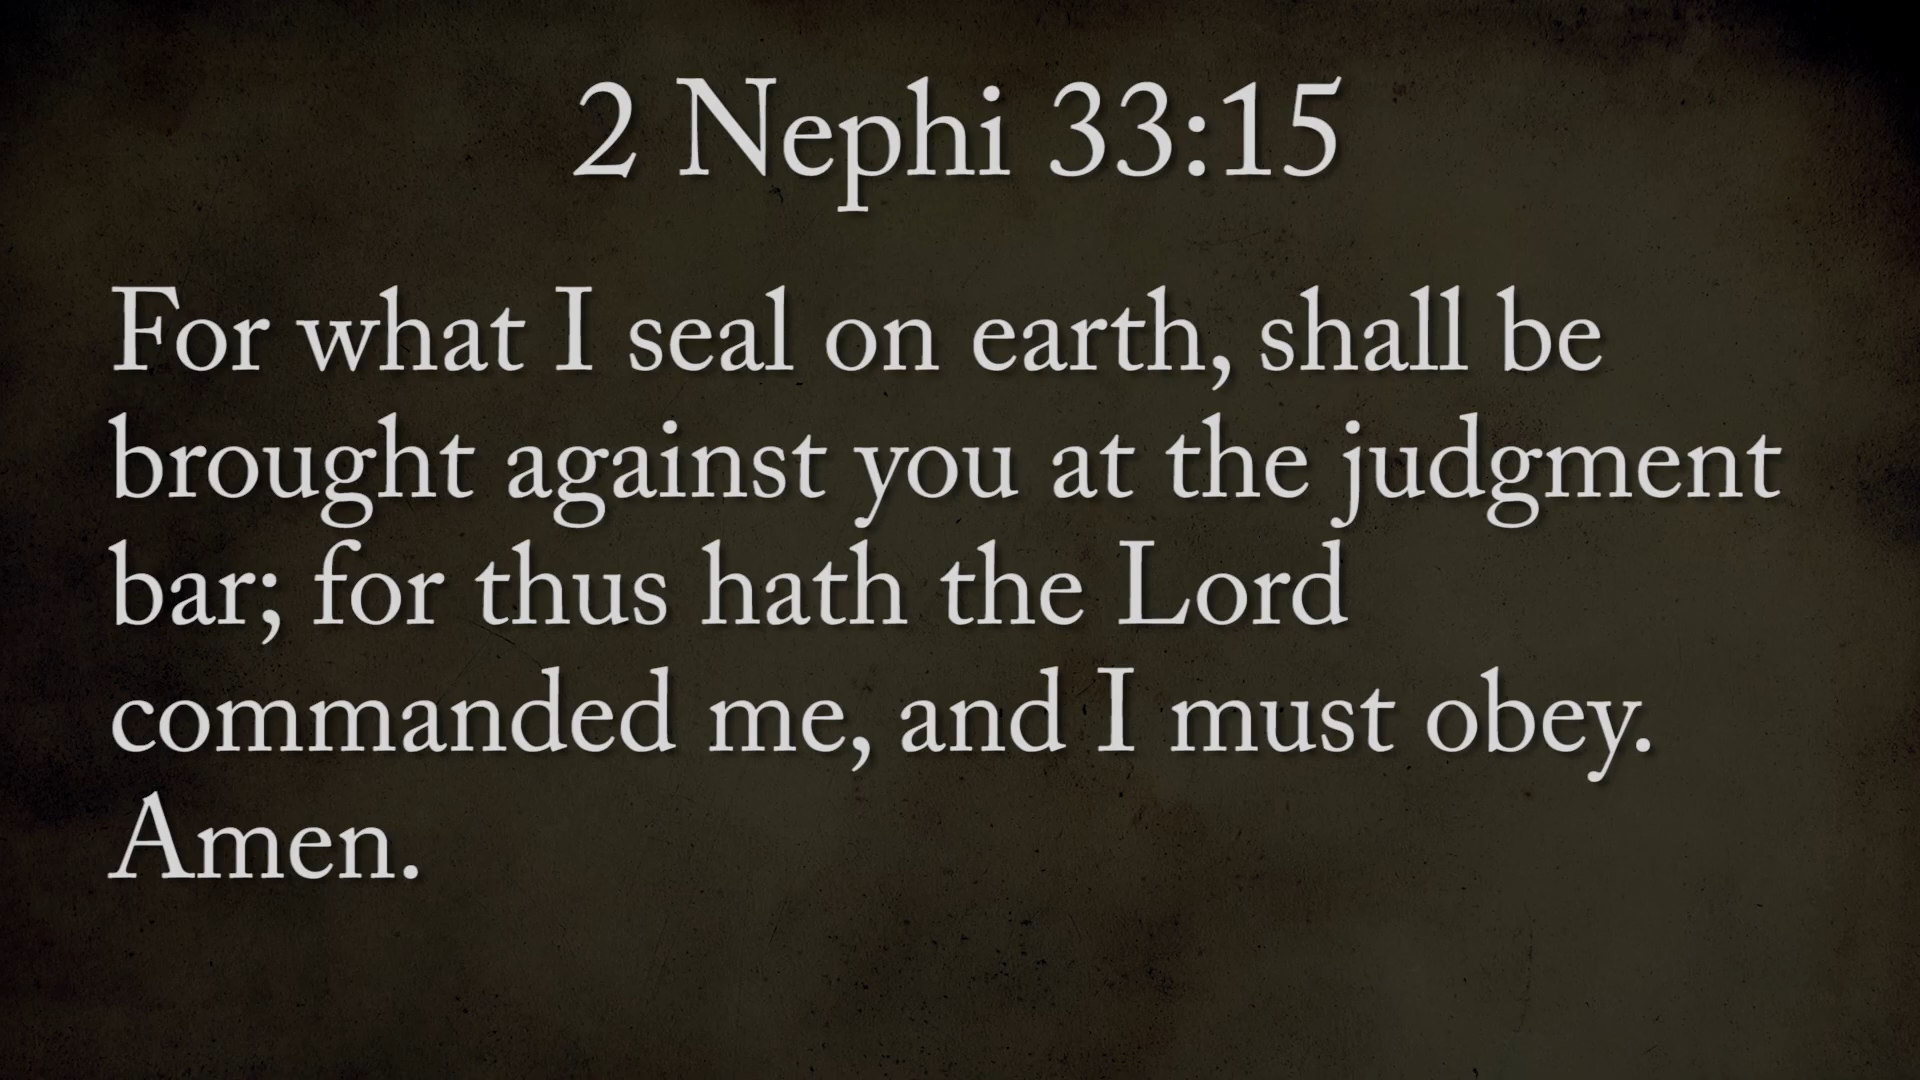 2 Nephi 33:15
For what I seal on earth, shall be
brought against you at the judgment
bar; for thus hath the Lord
commanded me, and I must obey.
Amen.